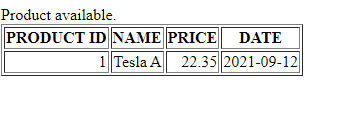 Product available.
PRODUCT ID NAME PRICE DATE
1 Tesla A 22.35 2021-09-12